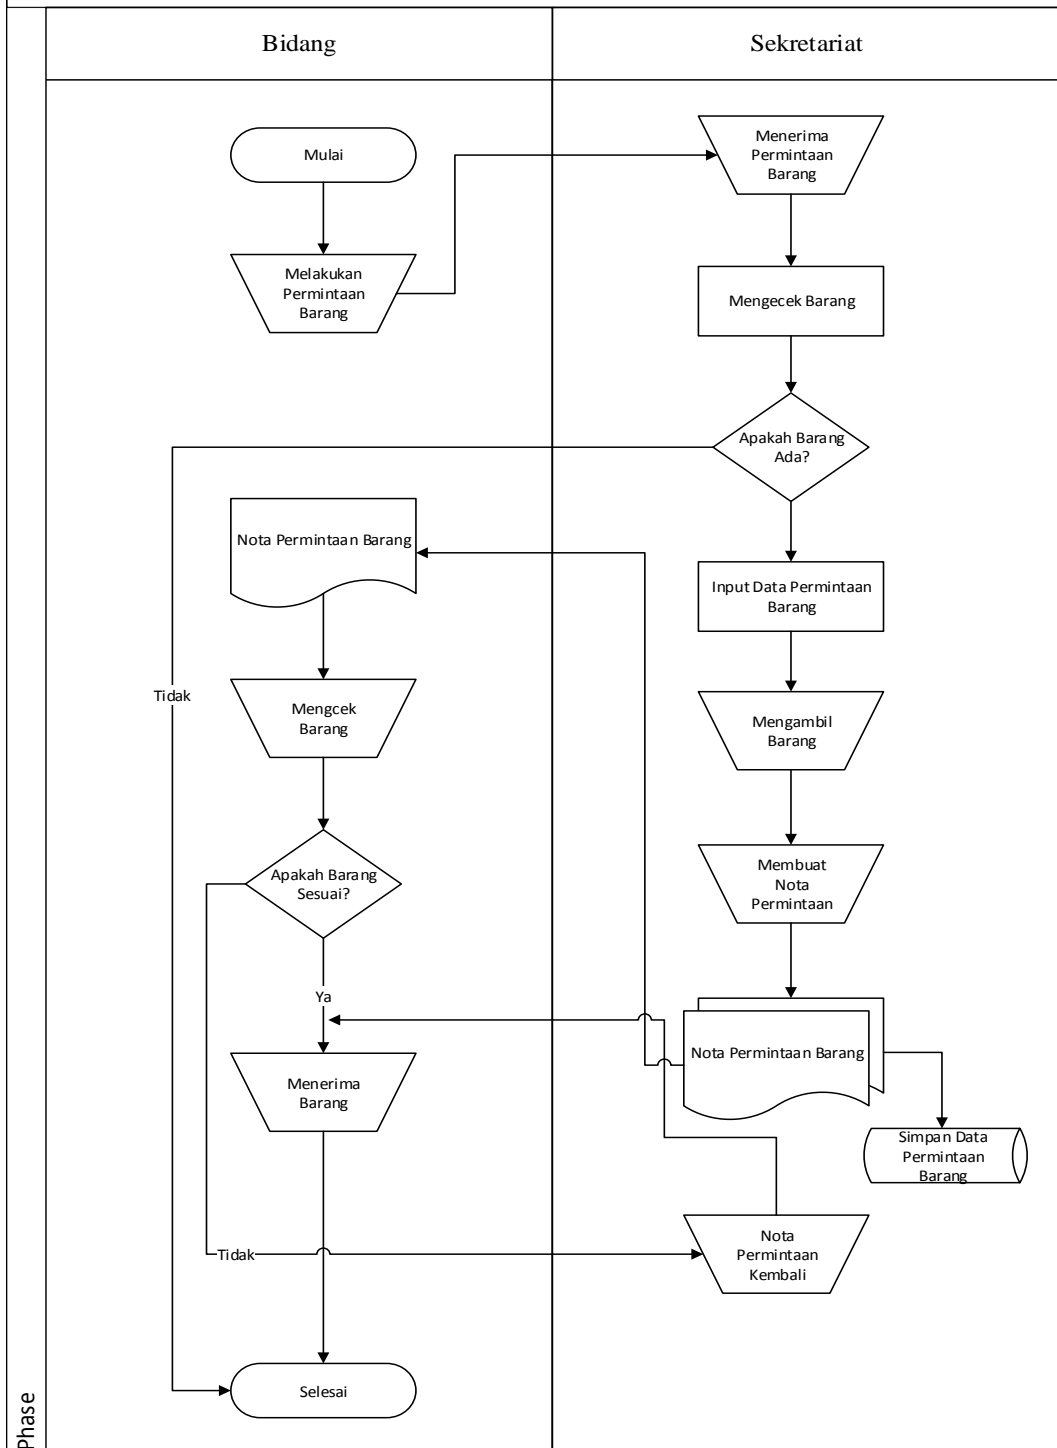 Bidang
Sekretariat
Mulai
Menerima
Permintaan
Barang
Melakukan
Permintaan
Barang
Mengecek Barang
Apakah Barang
Ada?
Nota Permintaan Barang
Input Data Permintaan
Barang
Tidak
Mengcek
Barang
Mengambil
Barang
Apakah Barang
Sesuai?
Membuat
Nota
Permintaan
Ya
Nota Permintaan Barang
Menerima
Barang
Simpan Data
Permintaan
Barang
Tidak
Nota
Permintaan
Kembali
Selesai
Phase